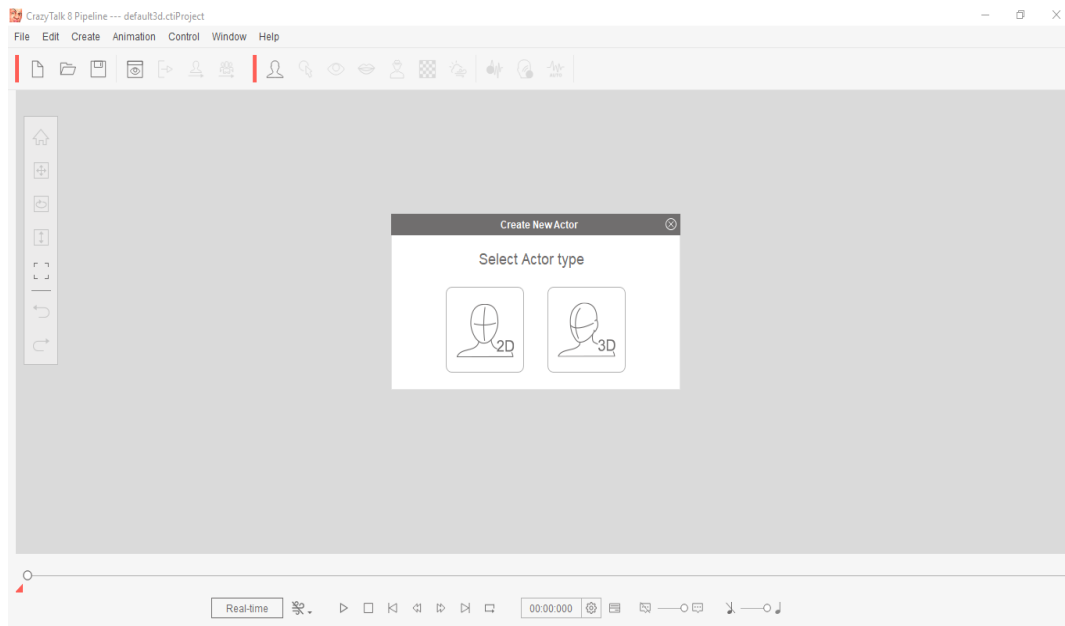 CrazyTalk 8 Pipeline --- default3d.ctiProject
File Edit Create Animation Control Window Help
AUTO
Create New Actor
Select Actor type
2D 3D
Real-time 00:00:000